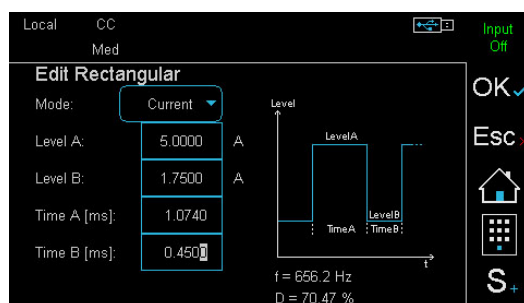 Local CC
Input
Off
Med
Edit Rectangular
OK
Mode: Current
Level
Level A: 5.0000 A
LevelA
Esc
Level B: 1.7500 A
Time A [ms]: 1.0740
LevelB
TimeA TimeB
Time B [ms]: 0.4500
t
f = 656.2 Hz
D = 70.47 %
S+